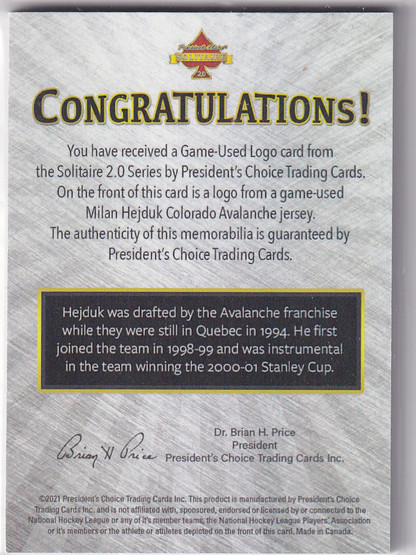 President's Choice
SOLITAIRE
2.0
CONGRATULATIONS!
You have received a Game-Used Logo card from
the Solitaire 2.0 Series by President's Choice Trading Cards.
On the front of this card is a logo from a game-used
Milan Hejduk Colorado Avalanche jersey.
The authenticity of this memorabilia is guaranteed by
President's Choice Trading Cards.
Hejduk was drafted by the Avalanche franchise
while they were still in Quebec in 1994. He first
joined the team in 1998-99 and was instrumental
in the team winning the 2000-01 Stanley Cup.
Brian H Price
Dr. Brian H. Price
President
President's Choice Trading Cards Inc.
©2021 President's Choice Trading Cards Inc. This product is manufactured by President's Choice
Trading Cards Inc. and is not affiliated with, sponsored, endorsed or licensed by or connected to the
National Hockey League or any of it's member teams, the National Hockey League Players' Association
or it's members or the athlete or athletes depicted on the front of this card. Made in Canada.